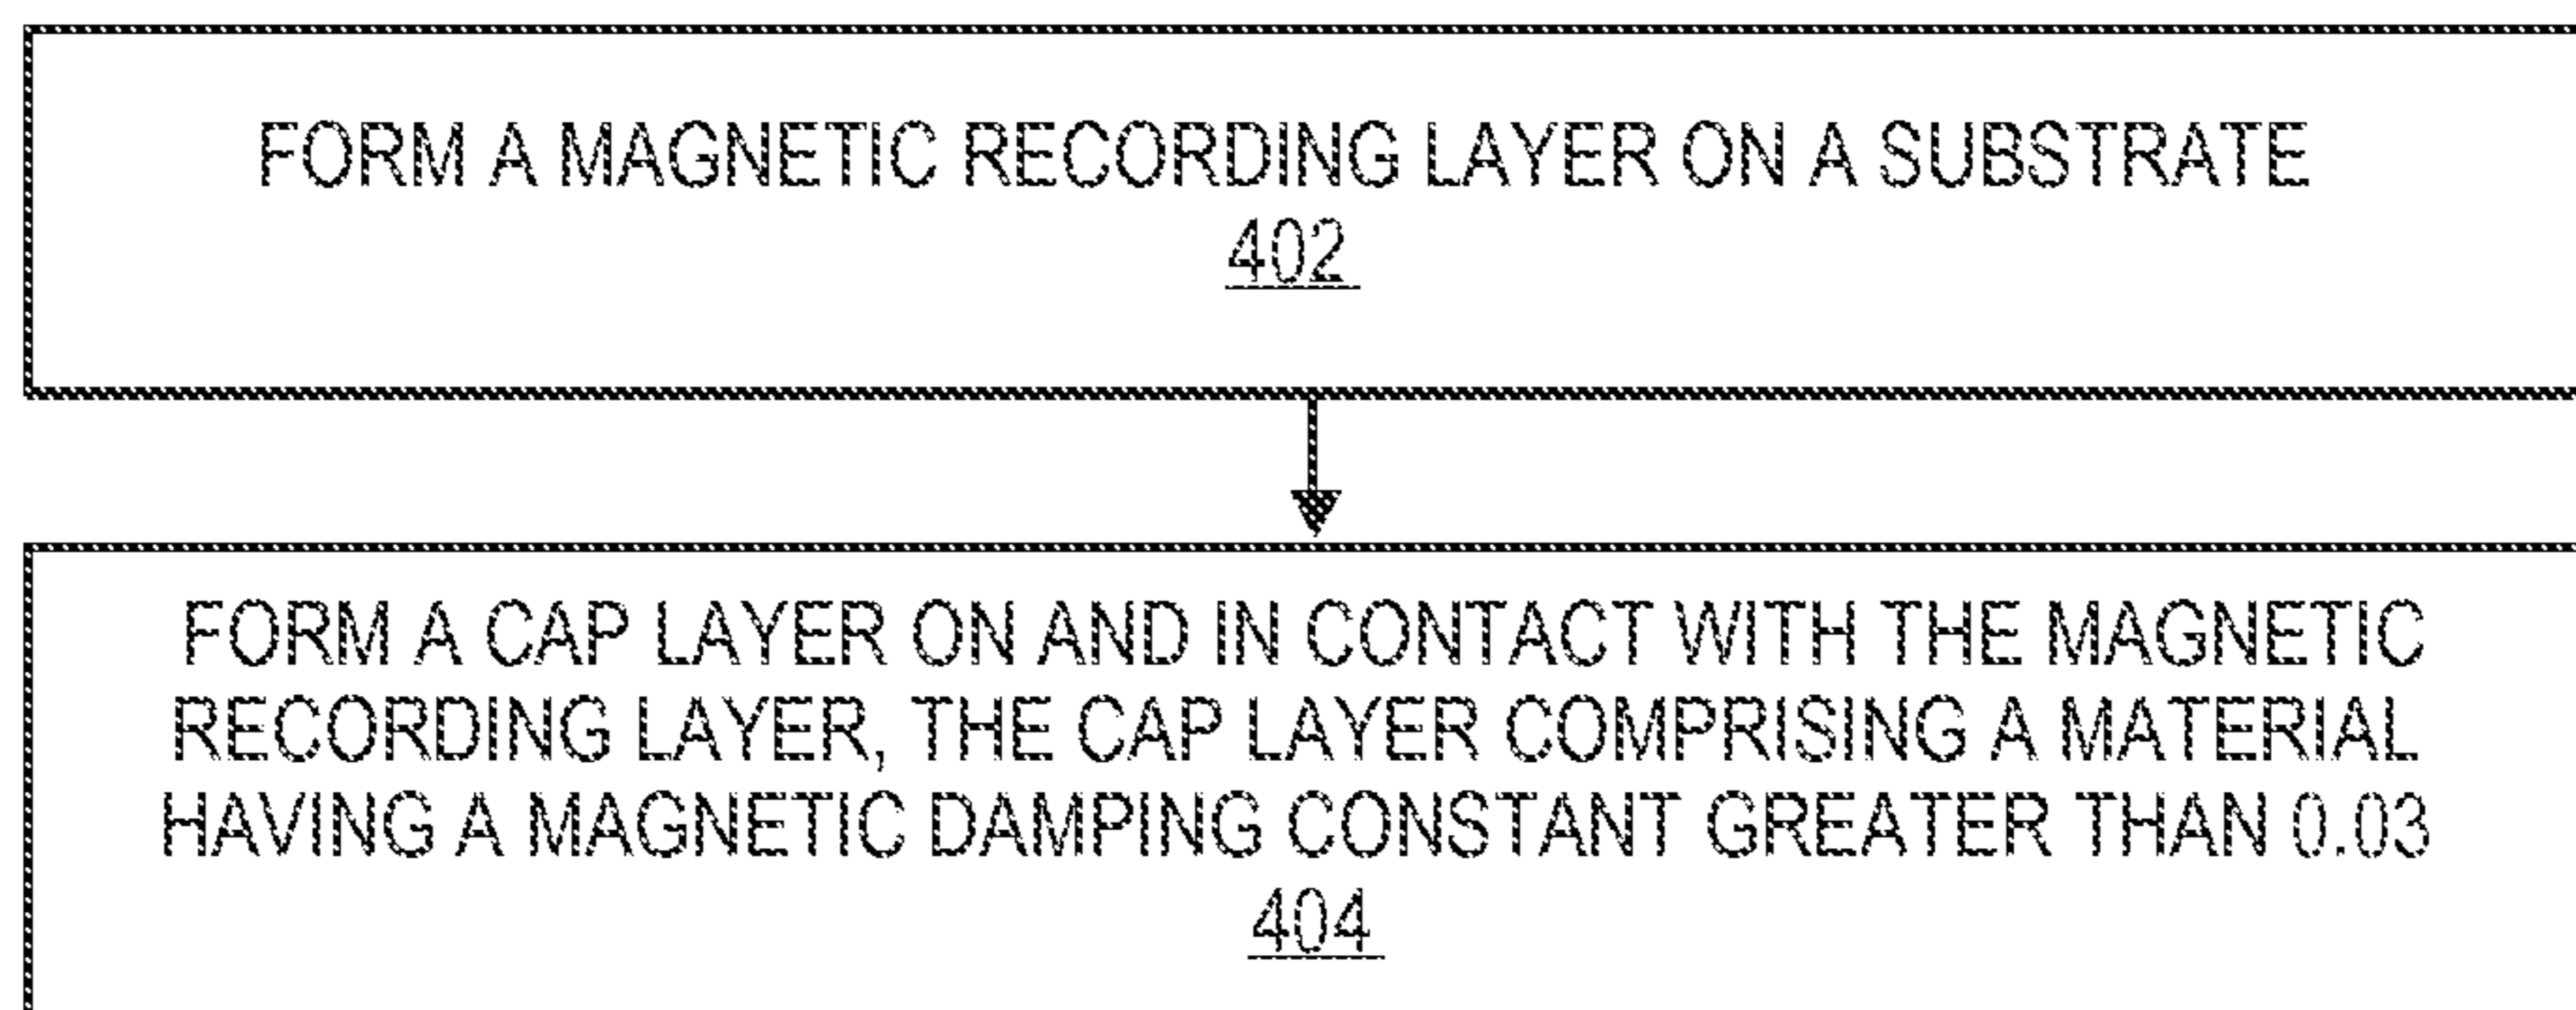 FORM A MAGNETIC RECORDING LAYER ON A SUBSTRATE
402
FORM A CAP LAYER ON AND IN CONTACT WITH THE MAGNETIC
RECORDING LAYER, THE CAP LAYER COMPRISING A MATERIAL
HAVING A MAGNETIC DAMPING CONSTANT GREATER THAN 0.03
404